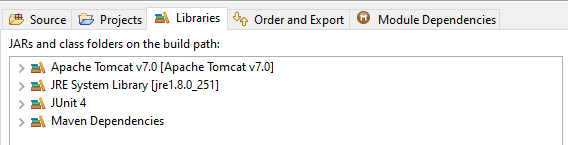 Source Projects Libraries Order and Export M Module Dependencies
JARs and class folders on the build path:
Apache Tomcat v7.0 [Apache Tomcat v7.0]
JRE System Library [jre1.8.0_251]
JUnit 4
Maven Dependencies